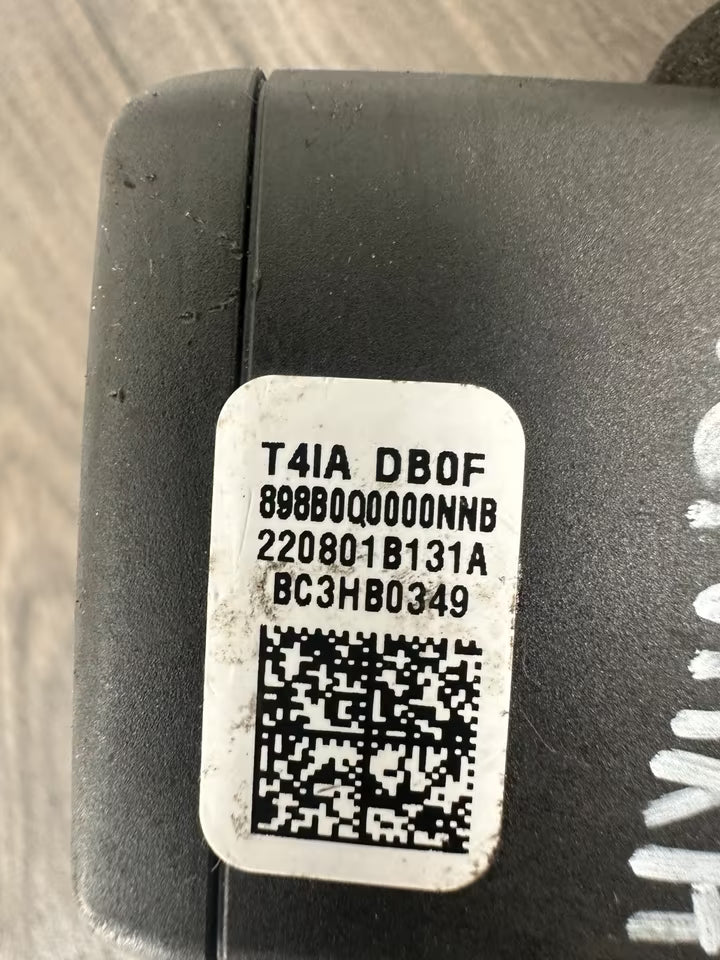 T4IA DB0F
898B0Q0000NNB
220801B131A
BC3HB0349